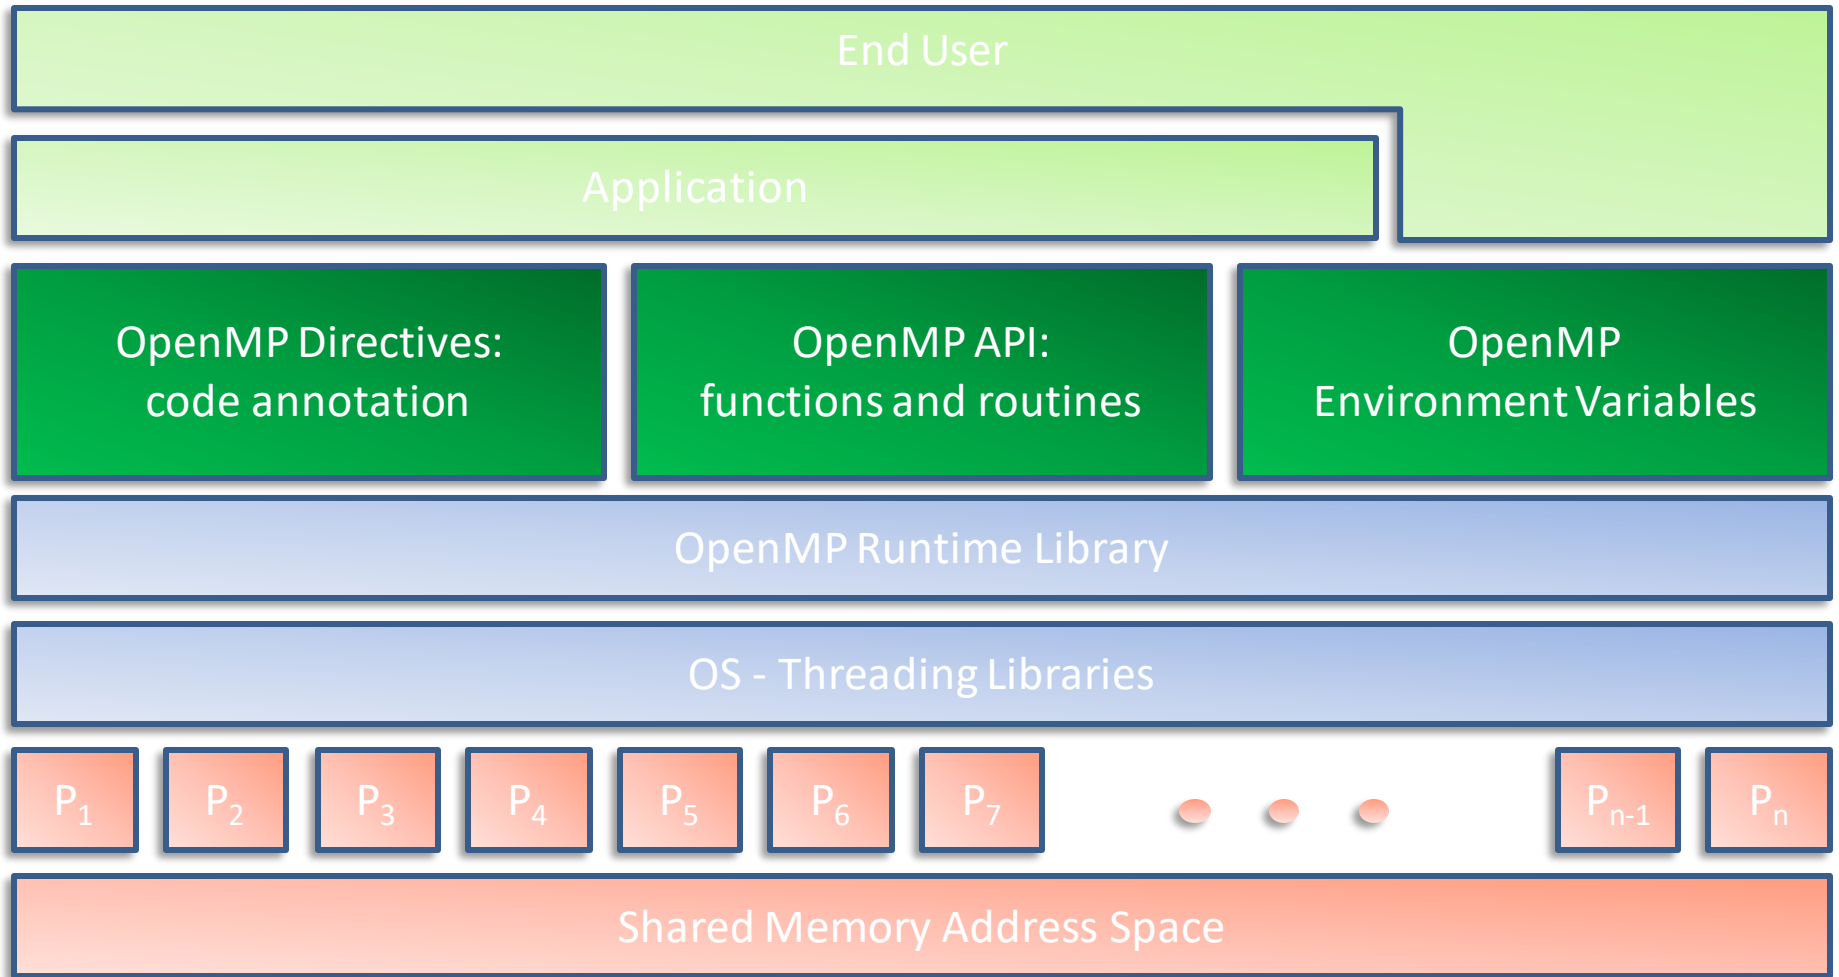 End User
Application
OpenMP Directives:
code annotation
OpenMP API:
functions and routines
OpenMP
Environment Variables
OpenMP Runtime Library
OS - Threading Libraries
P1 P2 P3 P4 P5 P6 P7 Pn-1 Pn
Shared Memory Address Space